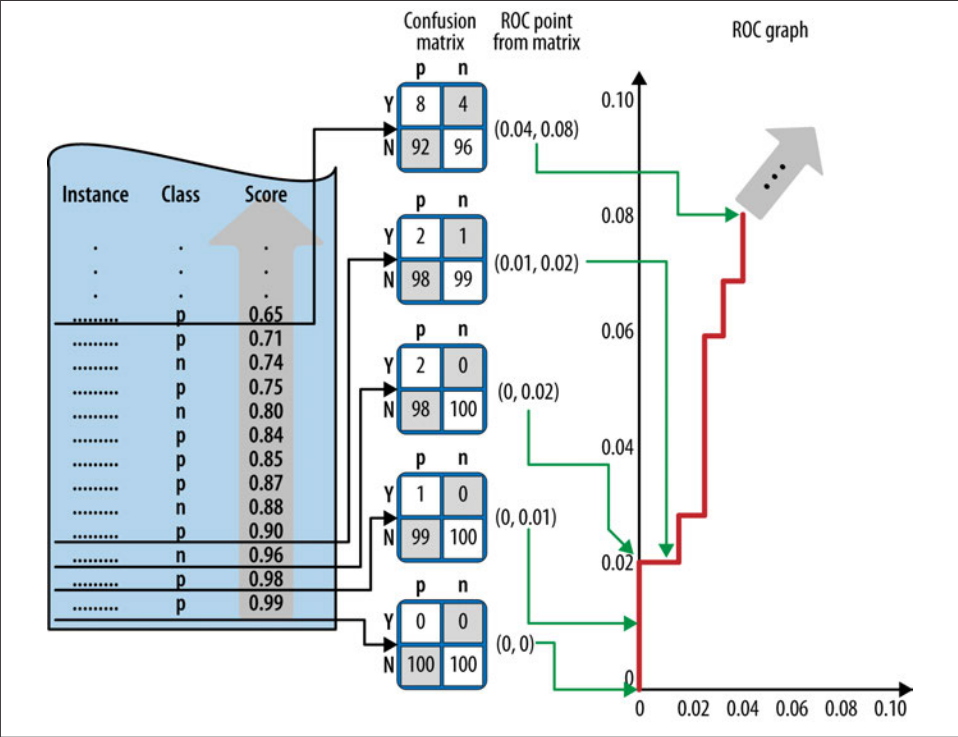 Confusion matrix
ROC point from matrix
ROC graph
p n
Y 8 4
N 92 96
(0.04, 0.08)
p n
Y 2 1
N 98 99
(0.01, 0.02)
p n
Y 2 0
N 98 100
(0, 0.02)
p n
Y 1 0
N 99 100
(0, 0.01)
p n
Y 0 0
N 100 100
(0, 0)
Instance Class Score
. . .
. . .
. . .
......... p 0.65
......... p 0.71
......... n 0.74
......... p 0.75
......... n 0.80
......... p 0.84
......... p 0.85
......... p 0.87
......... n 0.88
......... p 0.90
......... n 0.96
......... p 0.98
......... p 0.99
0.10
0.08
0.06
0.04
0.02
0
0 0.02 0.04 0.06 0.08 0.10
...